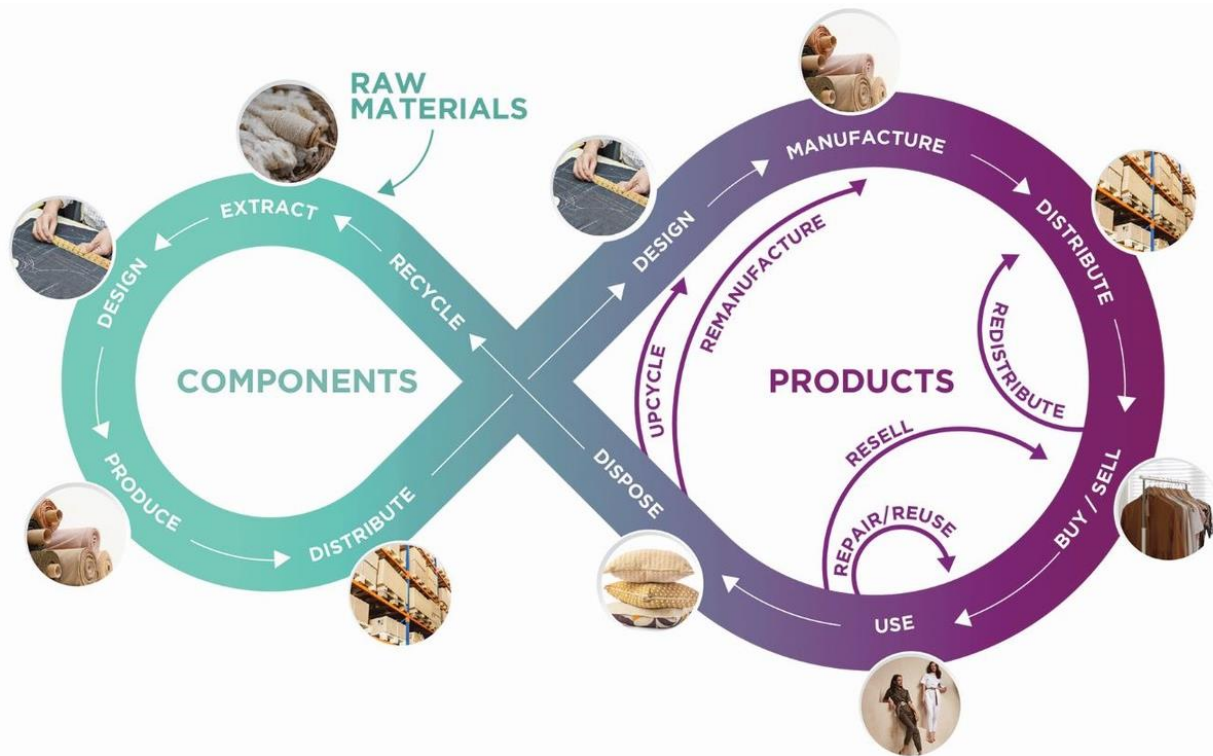 RAW
MATERIALS
EXTRACT
DESIGN
PRODUCE
DISTRIBUTE
RECYCLE
COMPONENTS
DESIGN
MANUFACTURE
DISTRIBUTE
BUY / SELL
USE
DISPOSE
UPCYCLE
REMANUFACTURE
PRODUCTS
REDISTRIBUTE
RESELL
REPAIR/REUSE